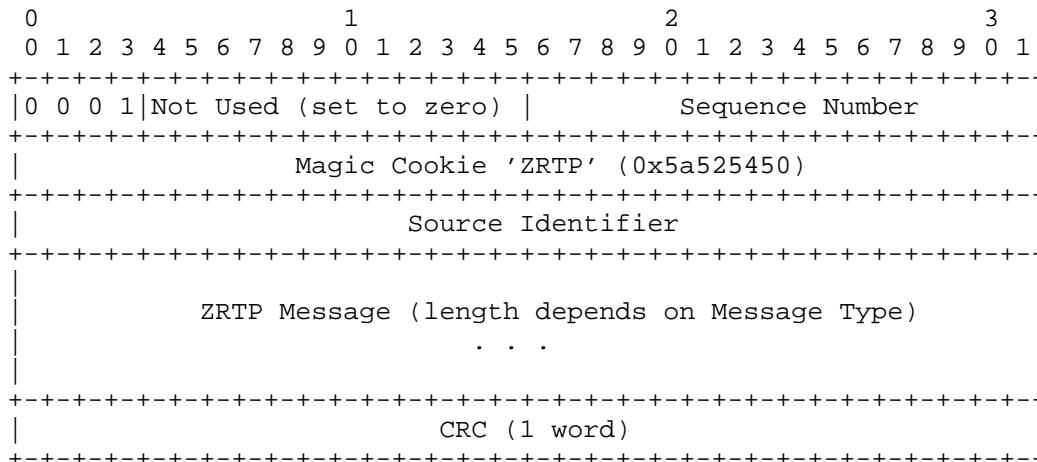 0                   1                   2                   3
 0 1 2 3 4 5 6 7 8 9 0 1 2 3 4 5 6 7 8 9 0 1 2 3 4 5 6 7 8 9 0 1
+-+-+-+-+-+-+-+-+-+-+-+-+-+-+-+-+-+-+-+-+-+-+-+-+-+-+-+-+-+-+-+-
|0 0 0 1|Not Used (set to zero) |         Sequence Number
+-+-+-+-+-+-+-+-+-+-+-+-+-+-+-+-+-+-+-+-+-+-+-+-+-+-+-+-+-+-+-+-
|                 Magic Cookie ’ZRTP’ (0x5a525450)
+-+-+-+-+-+-+-+-+-+-+-+-+-+-+-+-+-+-+-+-+-+-+-+-+-+-+-+-+-+-+-+-
|                        Source Identifier
+-+-+-+-+-+-+-+-+-+-+-+-+-+-+-+-+-+-+-+-+-+-+-+-+-+-+-+-+-+-+-+-
|
|           ZRTP Message (length depends on Message Type)
|                            . . .
|
+-+-+-+-+-+-+-+-+-+-+-+-+-+-+-+-+-+-+-+-+-+-+-+-+-+-+-+-+-+-+-+-
|                          CRC (1 word)
+-+-+-+-+-+-+-+-+-+-+-+-+-+-+-+-+-+-+-+-+-+-+-+-+-+-+-+-+-+-+-+-